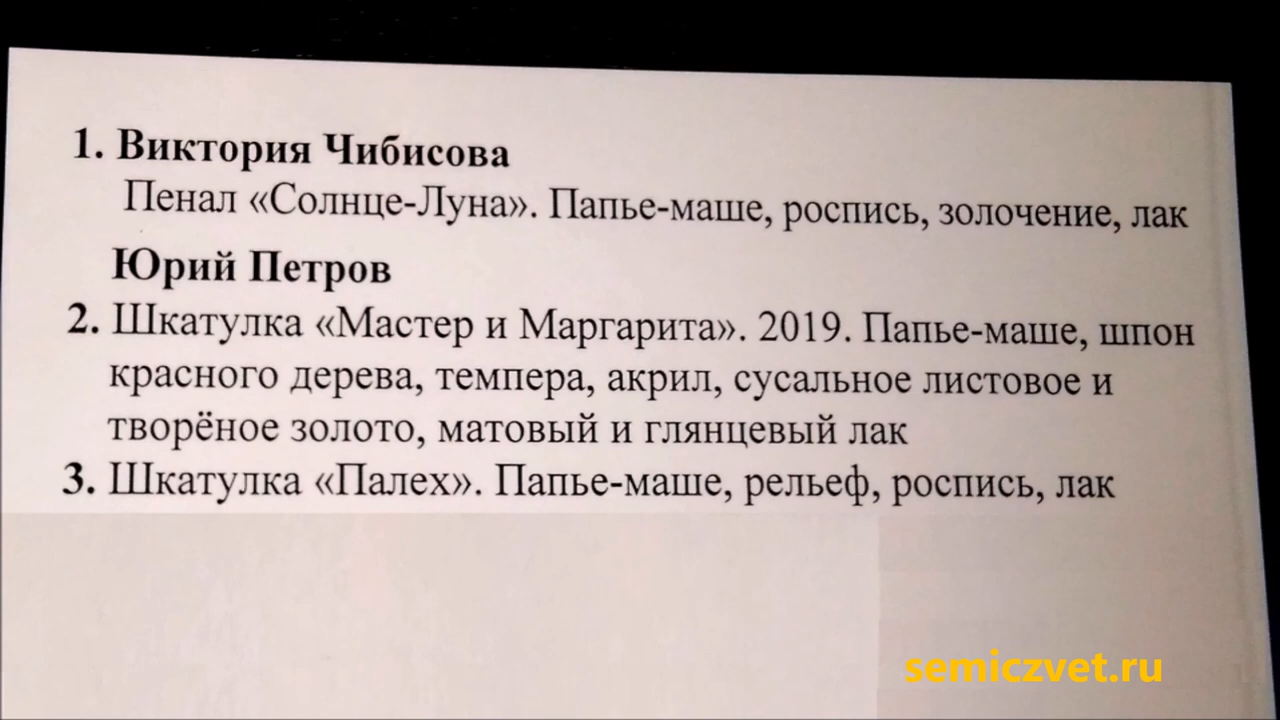 1. Виктория Чибисова
Пенал «Солнце-Луна». Папье-маше, роспись, золочение, лак
Юрий Петров
2. Шкатулка «Мастер и Маргарита». 2019. Папье-маше, шпон
красного дерева, темпера, акрил, сусальное листовое и
творёное золото, матовый и глянцевый лак
3. Шкатулка «Палех». Папье-маше, рельеф, роспись, лак
semiczvet.ru